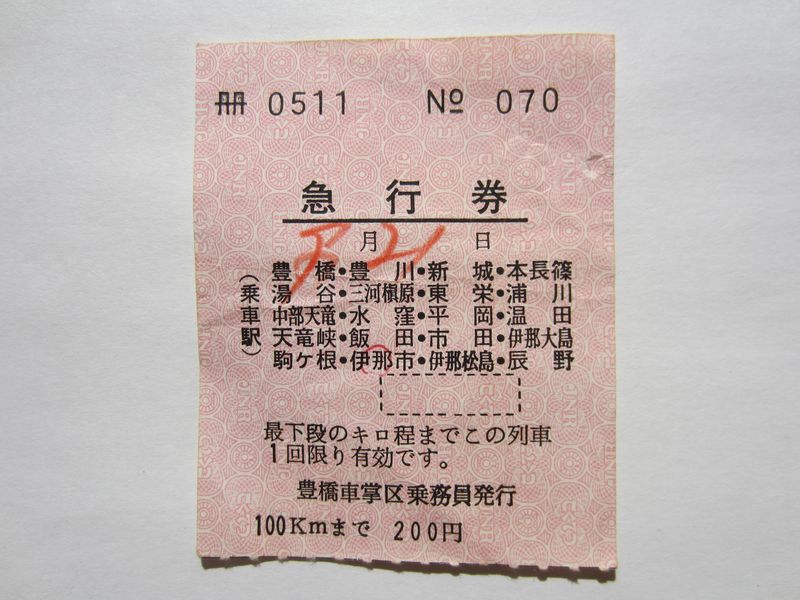 冊 0511 № 070
急行券
月 21 日
（乗車駅）
豊橋・豊川・新城・本長篠
湯谷・三河槇原・東栄・浦川
中部天竜・水窪・平岡・温田
天竜峡・飯田・市田・伊那大島
駒ケ根・伊那市・伊那松島・辰野
最下段のキロ程までこの列車
1回限り有効です。
豊橋車掌区乗務員発行
100Kmまで 200円